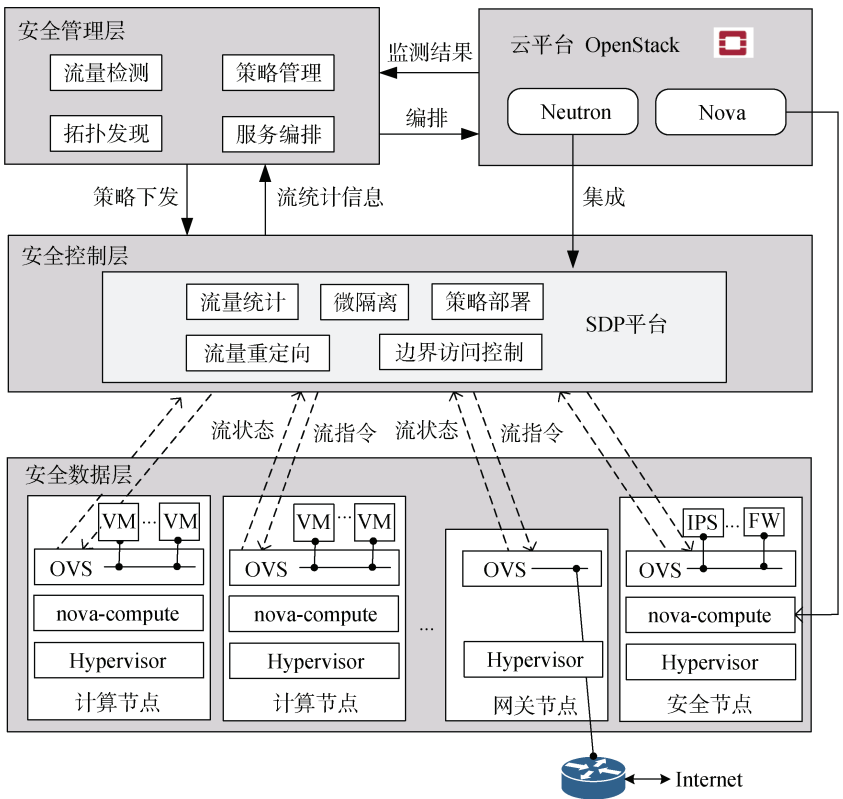 安全管理层
流量检测
策略管理
拓扑发现
服务编排
监测结果
编排
云平台 OpenStack
Neutron
Nova
策略下发
流统计信息
集成
安全控制层
流量统计
微隔离
策略部署
SDP平台
流量重定向
边界访问控制
流状态
流指令
流状态
流指令
安全数据层
VM
...
VM
OVS
nova-compute
Hypervisor
计算节点
VM
...
VM
OVS
nova-compute
Hypervisor
计算节点
...
OVS
Hypervisor
网关节点
IPS
...
FW
OVS
nova-compute
Hypervisor
安全节点
Internet